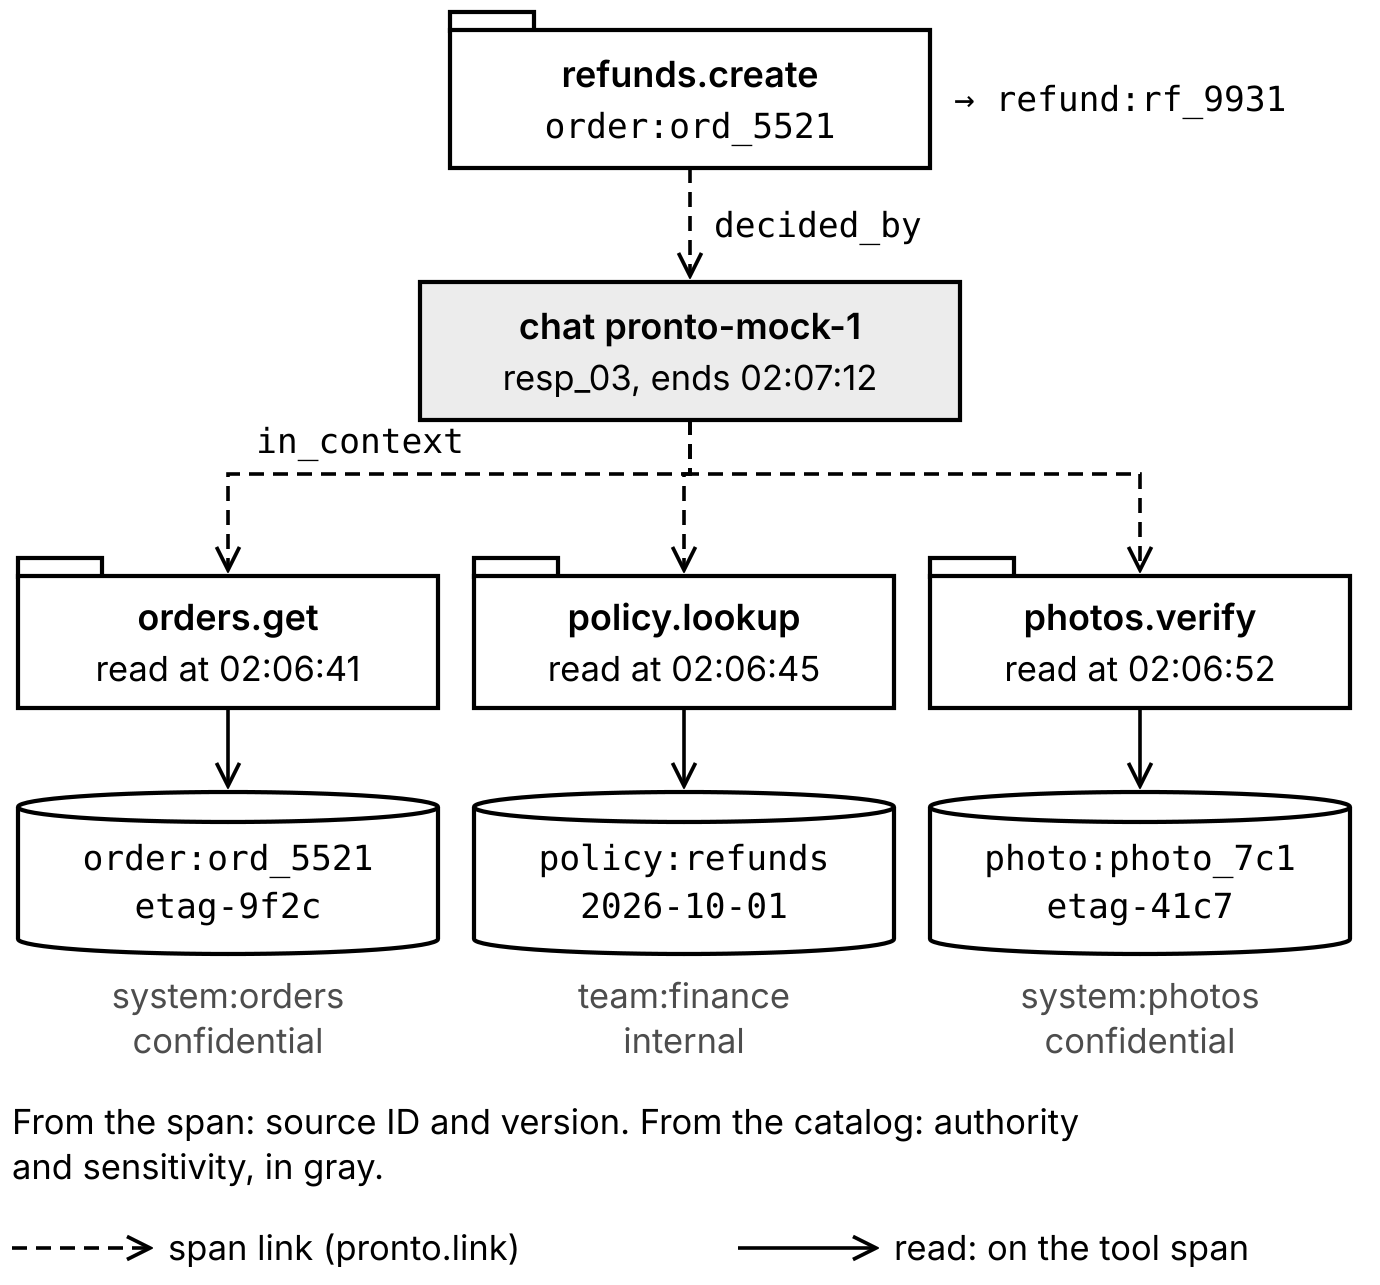 refunds.create
order:ord_5521
→ refund:rf_9931
decided_by
chat pronto-mock-1
resp_03, ends 02:07:12
in_context
orders.get
read at 02:06:41
policy.lookup
read at 02:06:45
photos.verify
read at 02:06:52
order:ord_5521
etag-9f2c
policy:refunds
2026-10-01
photo:photo_7c1
etag-41c7
system:orders
confidential
team:finance
internal
system:photos
confidential
From the span: source ID and version. From the catalog: authority
and sensitivity, in gray.
span link (pronto.link)
read: on the tool span